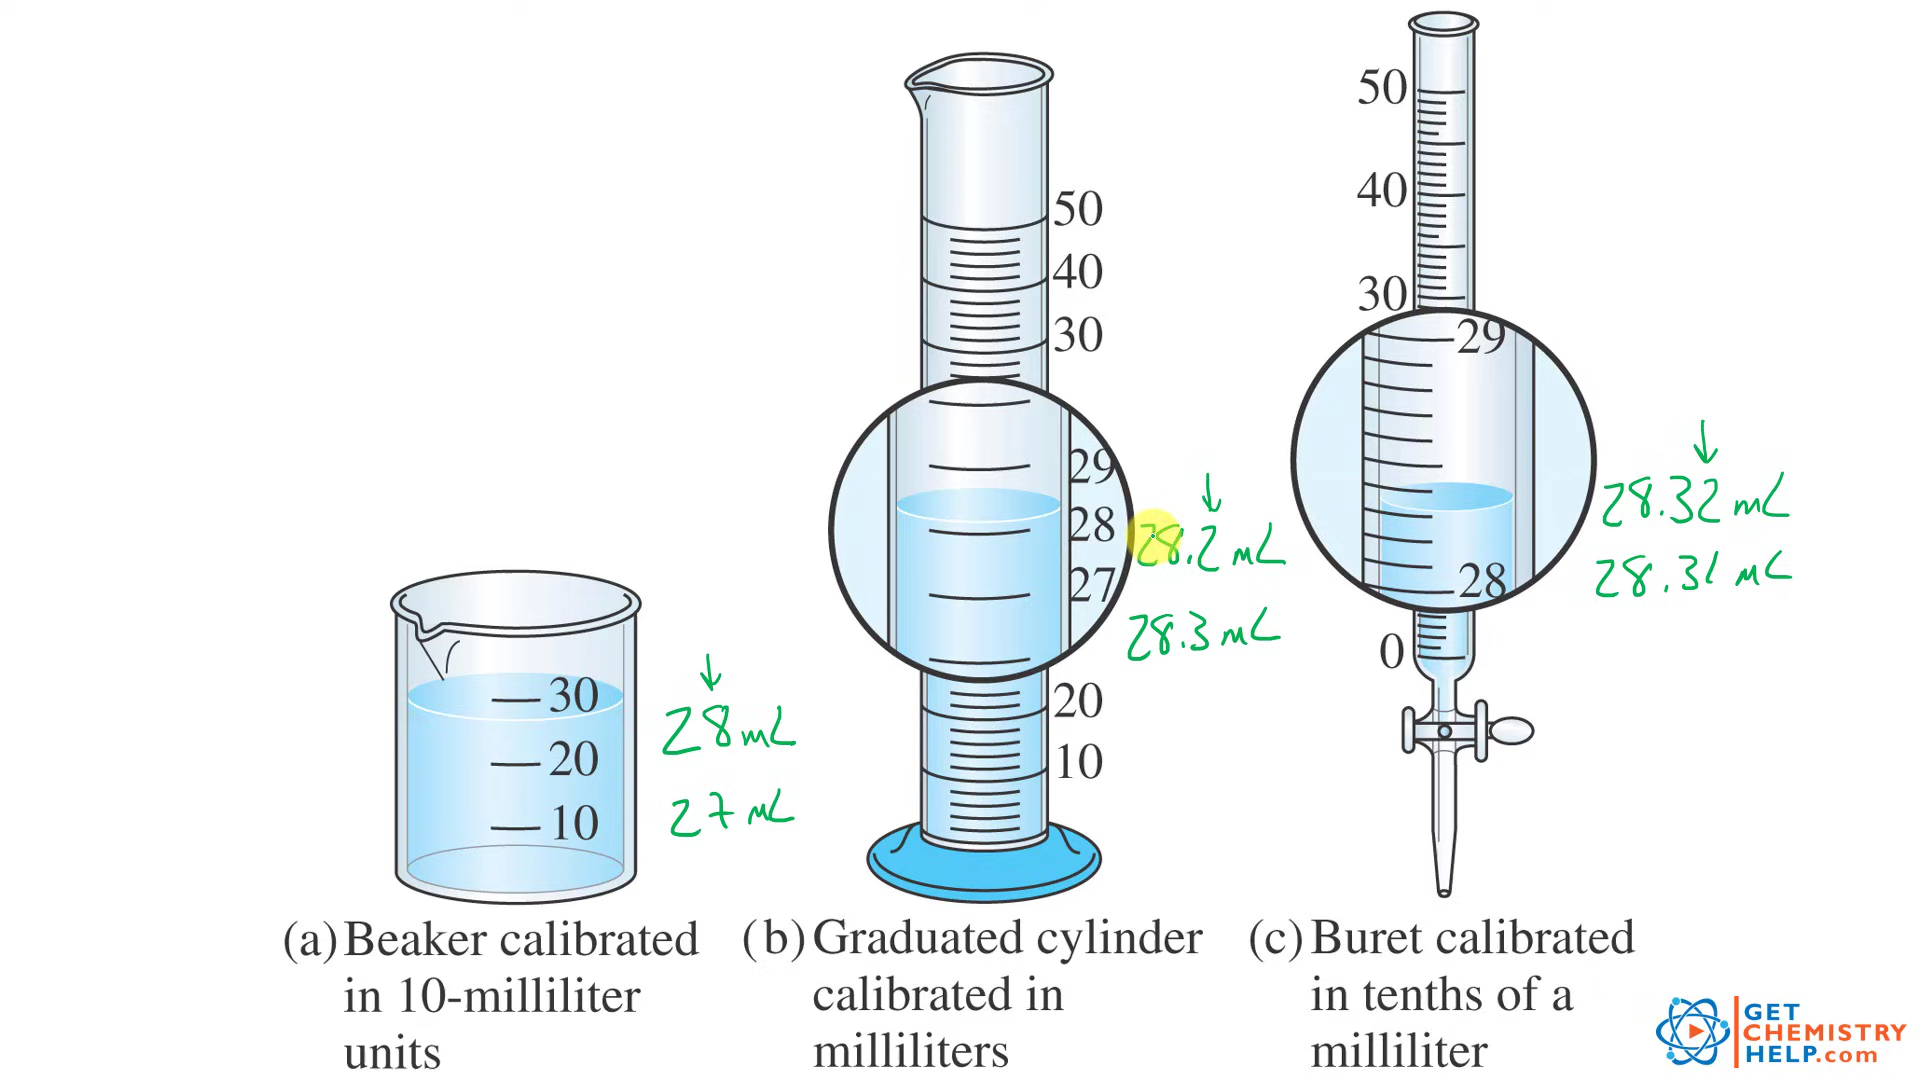 50
40
30
20
10
29
28
27
28.2 mL
28.3 mL
50
40
30
29
28
0
28.32 mL
28.31 mL
30
20
10
28 mL
27 mL
(a) Beaker calibrated
in 10-milliliter
units
(b) Graduated cylinder
calibrated in
milliliters
(c) Buret calibrated
in tenths of a
milliliter
GET
CHEMISTRY
HELP.com